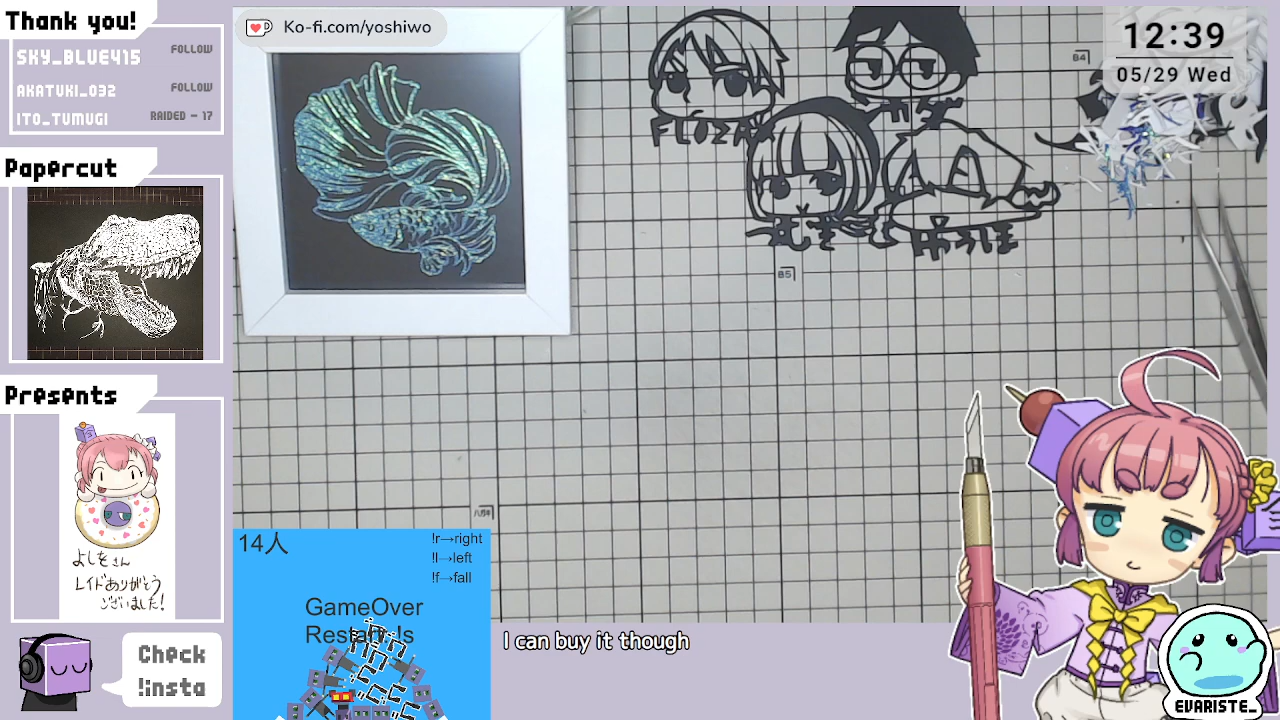 Thank you!
SKY_BLUE415 FOLLOW
AKATUKI_032 FOLLOW
ITO_TUMUGI RAIDED - 17
Papercut
Presents
よしをさん
レイドありがとう
ございました!
Check
!insta
Ko-fi.com/yoshiwo
12:39
05/29 Wed
B4
B5
14人
!r→right
!l→left
!f→fall
GameOver
I can buy it though
EVARISTE_